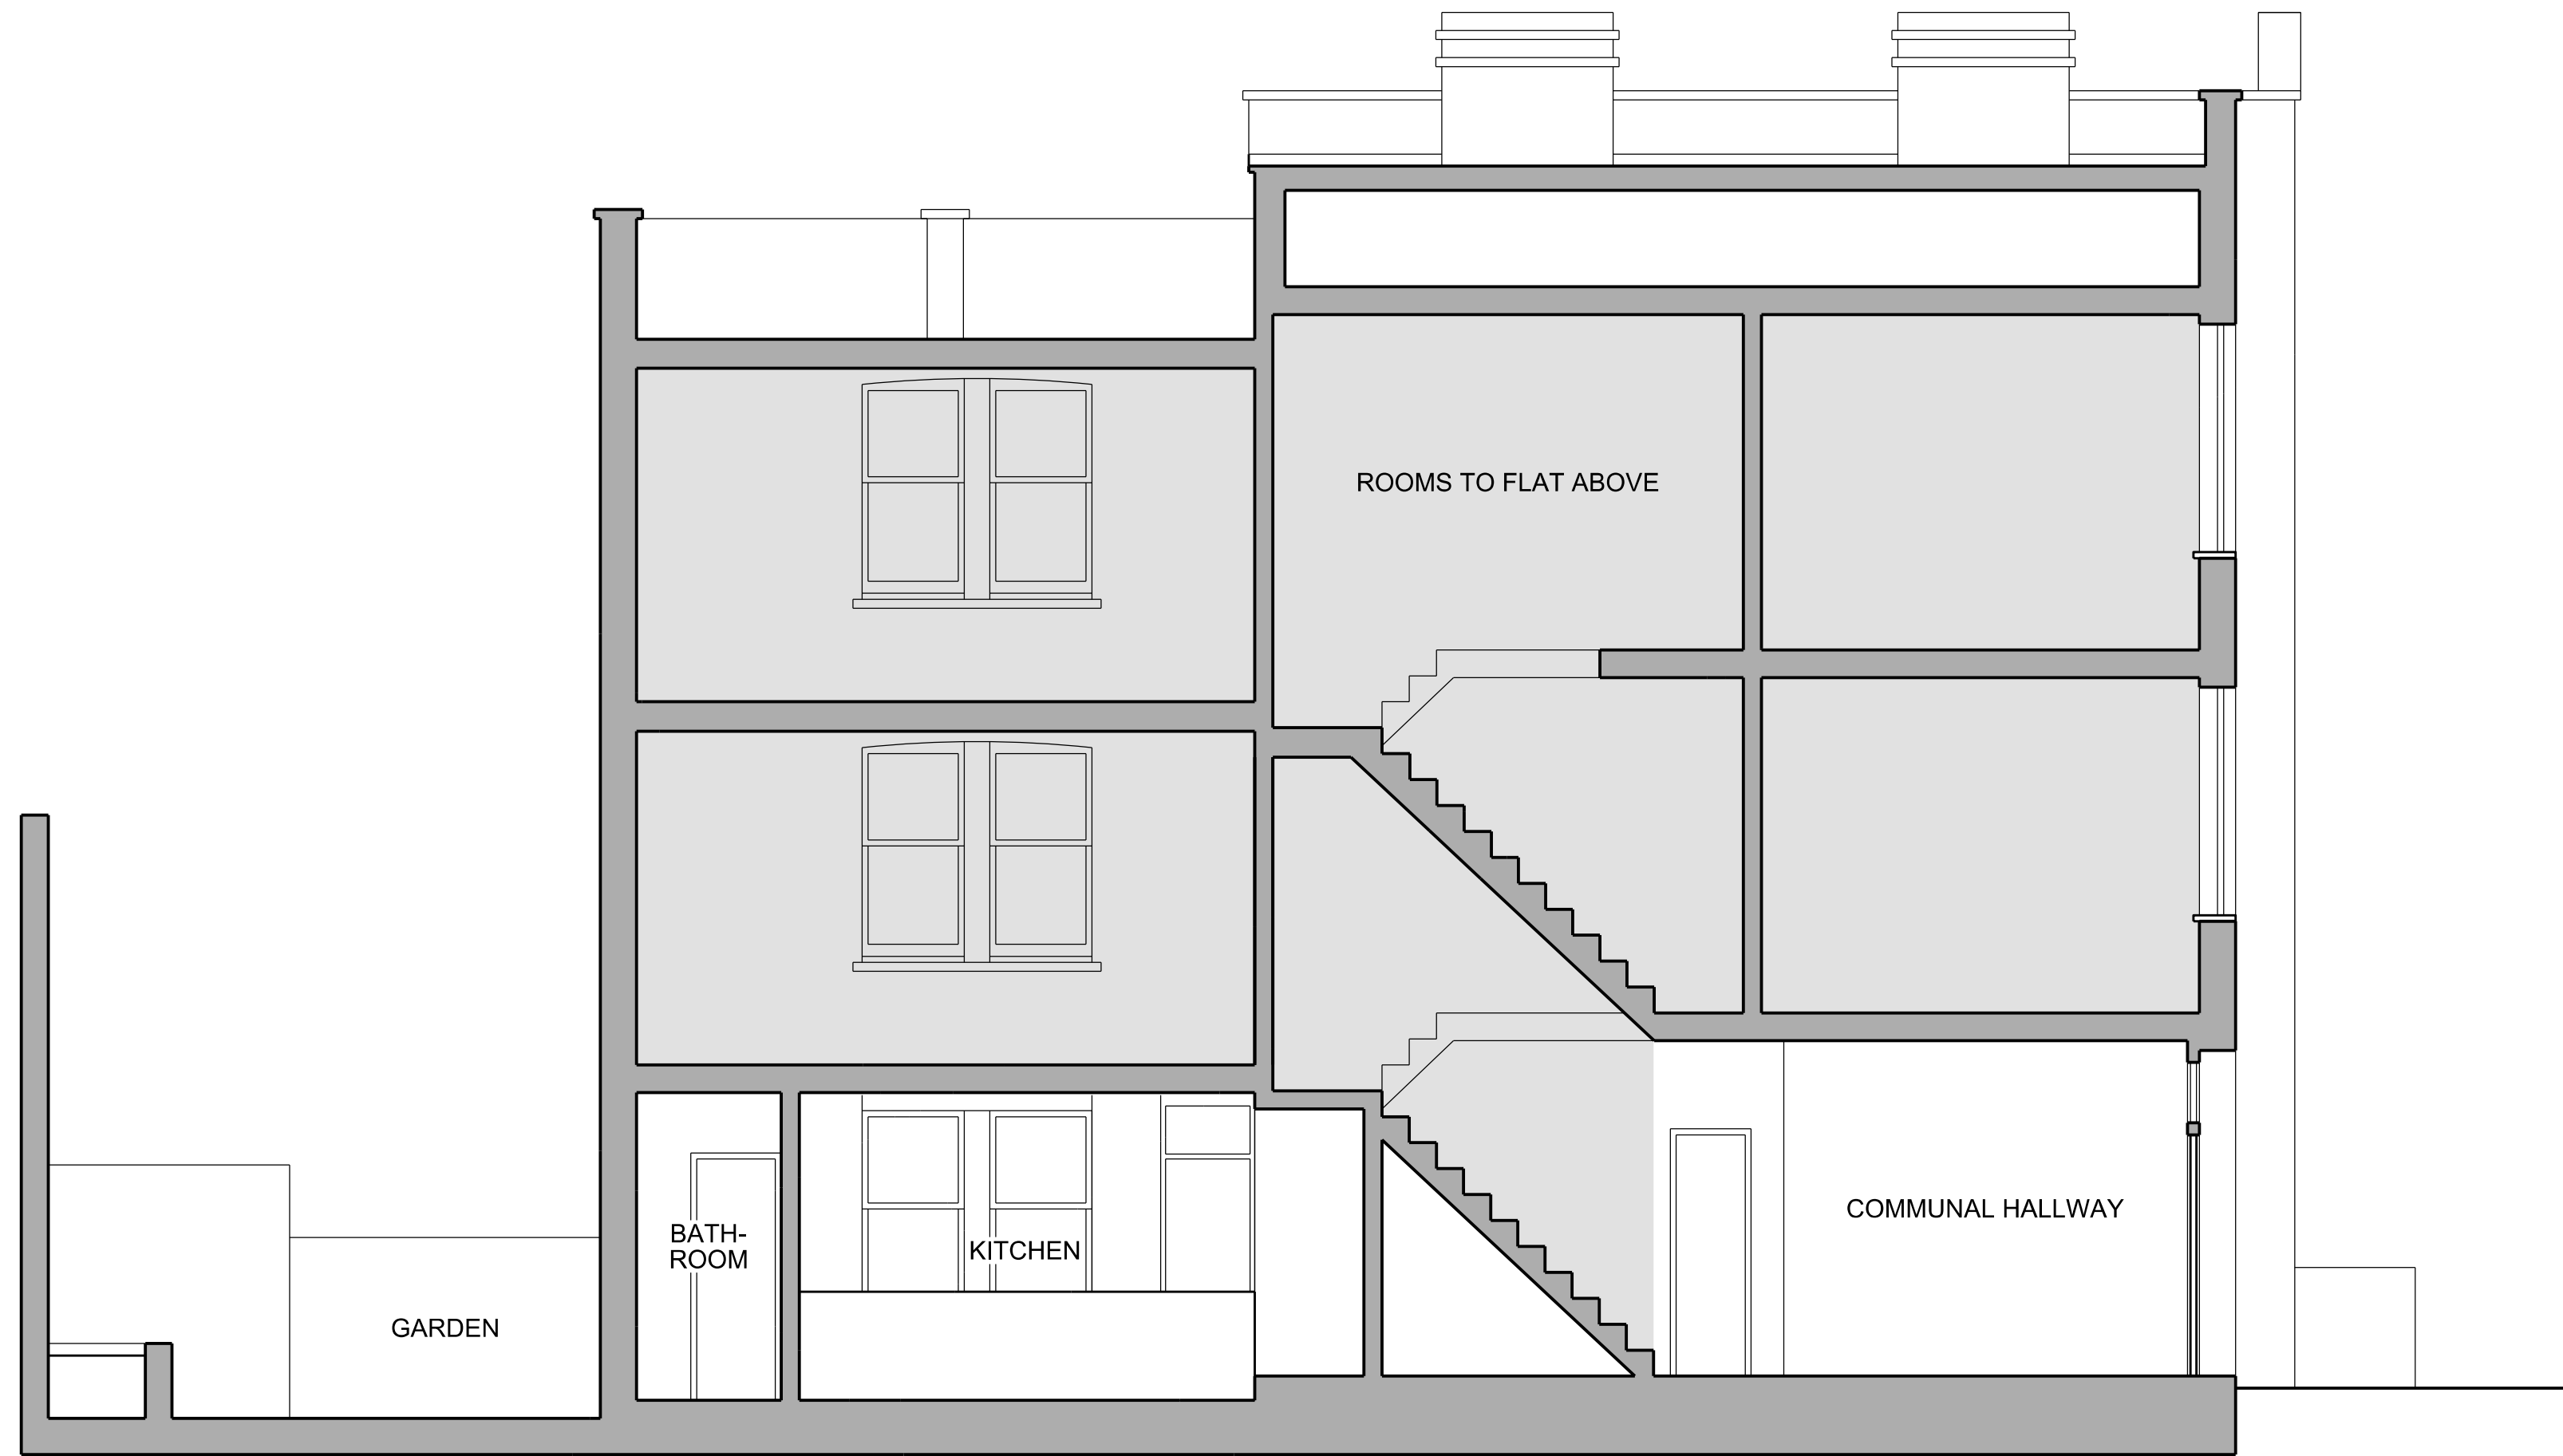 ROOMS TO FLAT ABOVE
COMMUNAL HALLWAY
BATH-
ROOM
KITCHEN
GARDEN